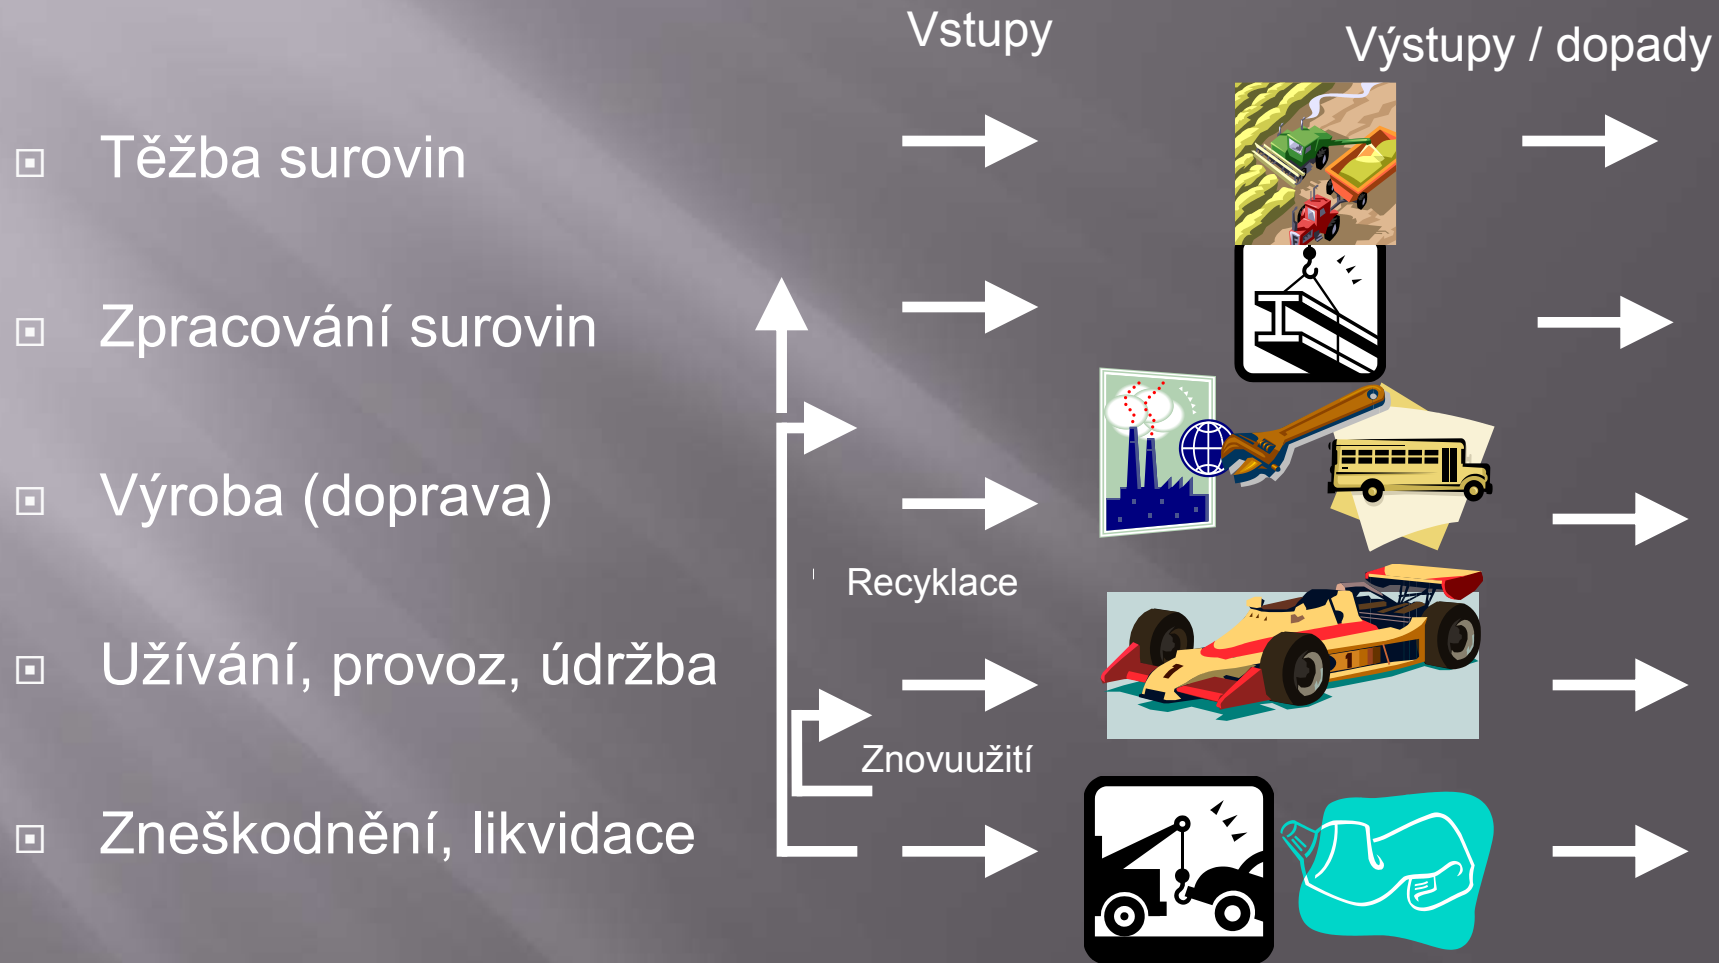 Vstupy
Výstupy / dopady
Těžba surovin
Zpracování surovin
Výroba (doprava)
Recyklace
Užívání, provoz, údržba
Znovuužití
Zneškodnění, likvidace